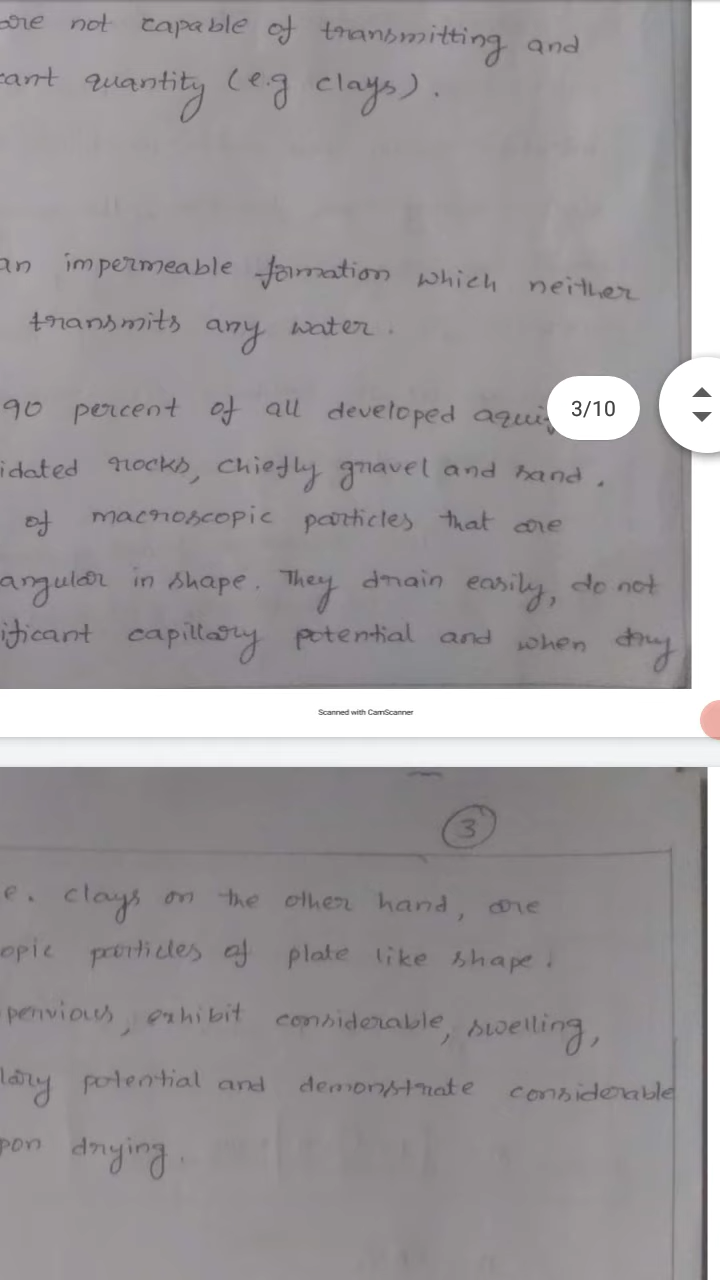 are not capable of transmitting and
cant quantity (e.g clays).
an impermeable formation which neither
transmits any water.
90 percent of all developed aqui
3/10
idated rocks, chiefly gravel and sand.
of macroscopic particles that are
angular in shape. They drain easily, do not
ificant capillary potential and when dry
Scanned with CamScanner
3
e. clays on the other hand, are
opic particles of plate like shape.
pervious, exhibit considerable, swelling,
lary potential and demonstrate considerable
pon drying.